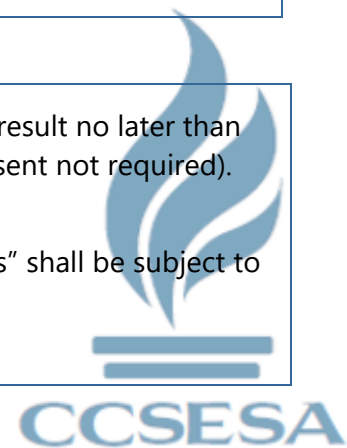 result no later than
sent not required).
s” shall be subject to
CCSESA